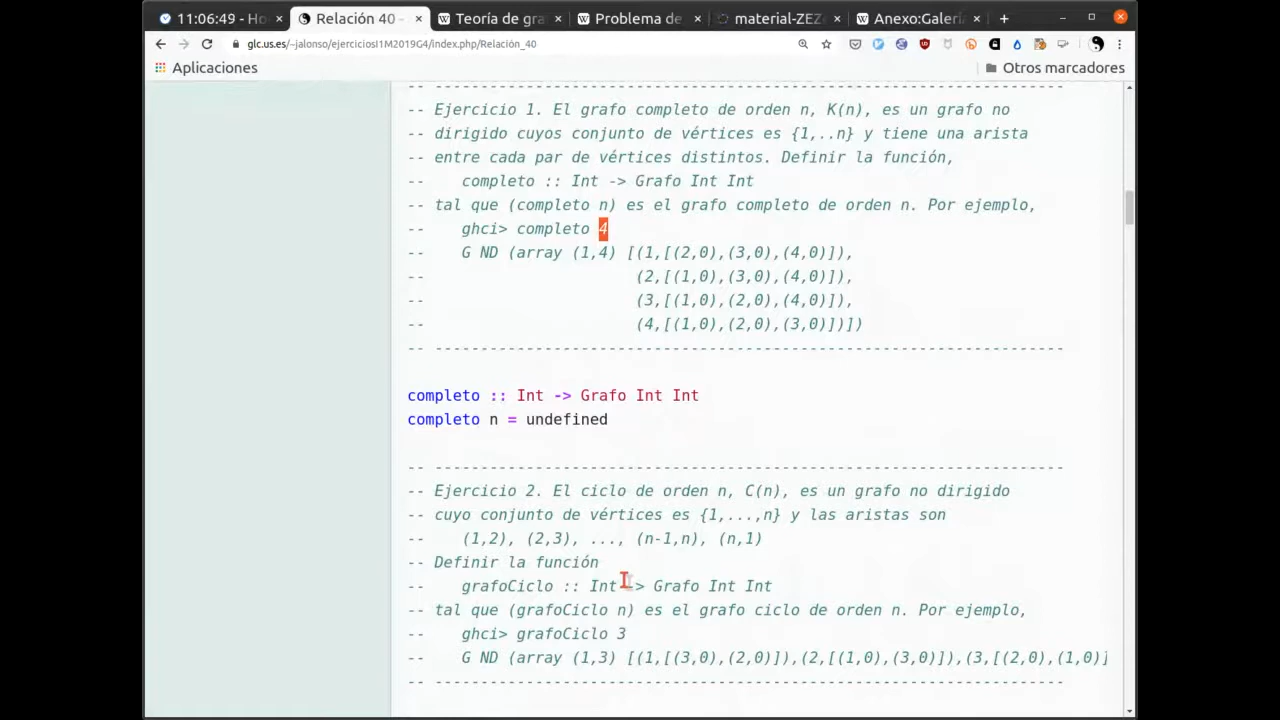 11:06:49 - Ho
Relación 40 -
Teoría de gra
Problema de
material-ZEZ
Anexo:Galerí
glc.us.es/~jalonso/ejerciciosI1M2019G4/index.php/Relación_40
Aplicaciones
Otros marcadores
-- ---------------------------------------------------------------------
-- Ejercicio 1. El grafo completo de orden n, K(n), es un grafo no
-- dirigido cuyos conjunto de vértices es {1,..n} y tiene una arista
-- entre cada par de vértices distintos. Definir la función,
-- completo :: Int -> Grafo Int Int
-- tal que (completo n) es el grafo completo de orden n. Por ejemplo,
-- ghci> completo 4
-- G ND (array (1,4) [(1,[(2,0),(3,0),(4,0)]),
-- (2,[(1,0),(3,0),(4,0)]),
-- (3,[(1,0),(2,0),(4,0)]),
-- (4,[(1,0),(2,0),(3,0)])])
-- ---------------------------------------------------------------------
completo :: Int -> Grafo Int Int
completo n = undefined
-- ---------------------------------------------------------------------
-- Ejercicio 2. El ciclo de orden n, C(n), es un grafo no dirigido
-- cuyo conjunto de vértices es {1,...,n} y las aristas son
-- (1,2), (2,3), ..., (n-1,n), (n,1)
-- Definir la función
-- grafoCiclo :: Int -> Grafo Int Int
-- tal que (grafoCiclo n) es el grafo ciclo de orden n. Por ejemplo,
-- ghci> grafoCiclo 3
-- G ND (array (1,3) [(1,[(3,0),(2,0)]),(2,[(1,0),(3,0)]),(3,[(2,0),(1,0)]
-- ---------------------------------------------------------------------